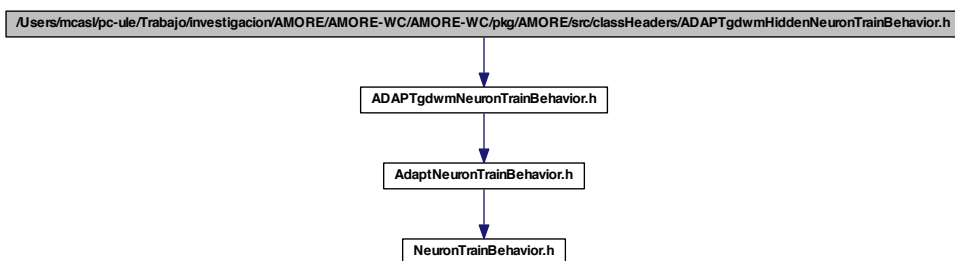 /Users/mcasl/pc-ule/Trabajo/investigacion/AMORE/AMORE-WC/AMORE-WC/pkg/AMORE/src/classHeaders/ADAPTgdwmHiddenNeuronTrainBehavior.h
ADAPTgdwmNeuronTrainBehavior.h
AdaptNeuronTrainBehavior.h
NeuronTrainBehavior.h